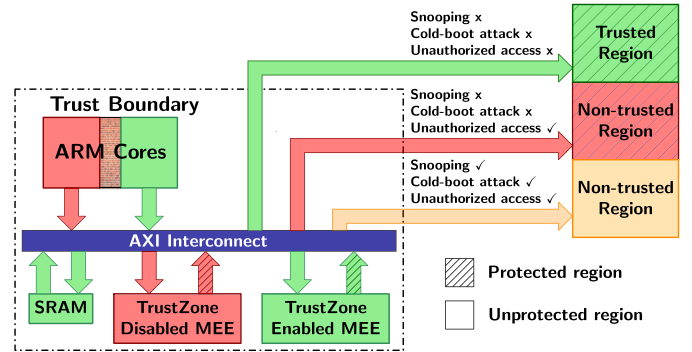 Snooping x
Cold-boot attack x
Unauthorized access x
Trusted
Region
Trust Boundary
ARM Cores
Snooping x
Cold-boot attack x
Unauthorized access ✓
Non-trusted
Region
Snooping ✓
Cold-boot attack ✓
Unauthorized access ✓
Non-trusted
Region
AXI Interconnect
SRAM
TrustZone
Disabled MEE
TrustZone
Enabled MEE
Protected region
Unprotected region